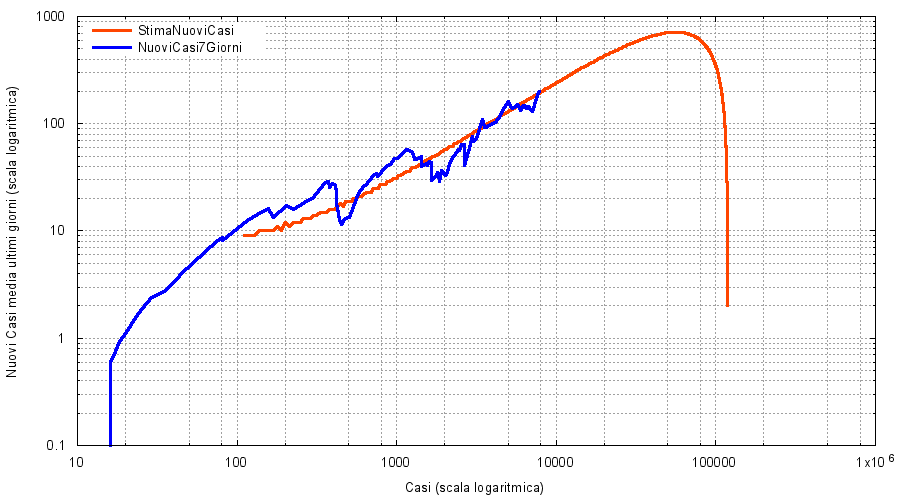 1000
100
10
1
0.1
Nuovi Casi media ultimi giorni (scala logaritmica)
StimaNuoviCasi
NuoviCasi7Giorni
10 100 1000 10000 100000 1x10 6
Casi (scala logaritmica)